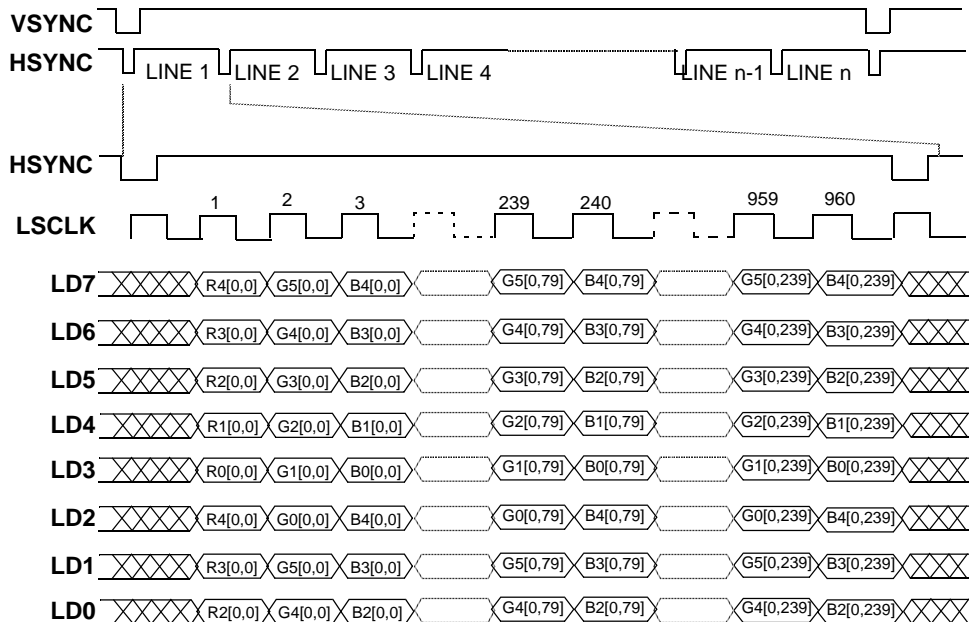 VSYNC
HSYNC
LINE 1 LINE 2 LINE 3 LINE 4 LINE n-1 LINE n
HSYNC
1 2 3 239 240 959 960
LSCLK
LD7 R4[0,0] G5[0,0] B4[0,0] G5[0,79] B4[0,79] G5[0,239] B4[0,239]
LD6 R3[0,0] G4[0,0] B3[0,0] G4[0,79] B3[0,79] G4[0,239] B3[0,239]
LD5 R2[0,0] G3[0,0] B2[0,0] G3[0,79] B2[0,79] G3[0,239] B2[0,239]
LD4 R1[0,0] G2[0,0] B1[0,0] G2[0,79] B1[0,79] G2[0,239] B1[0,239]
LD3 R0[0,0] G1[0,0] B0[0,0] G1[0,79] B0[0,79] G1[0,239] B0[0,239]
LD2 R4[0,0] G0[0,0] B4[0,0] G0[0,79] B4[0,79] G0[0,239] B4[0,239]
LD1 R3[0,0] G5[0,0] B3[0,0] G5[0,79] B3[0,79] G5[0,239] B3[0,239]
LD0 R2[0,0] G4[0,0] B2[0,0] G4[0,79] B2[0,79] G4[0,239] B2[0,239]